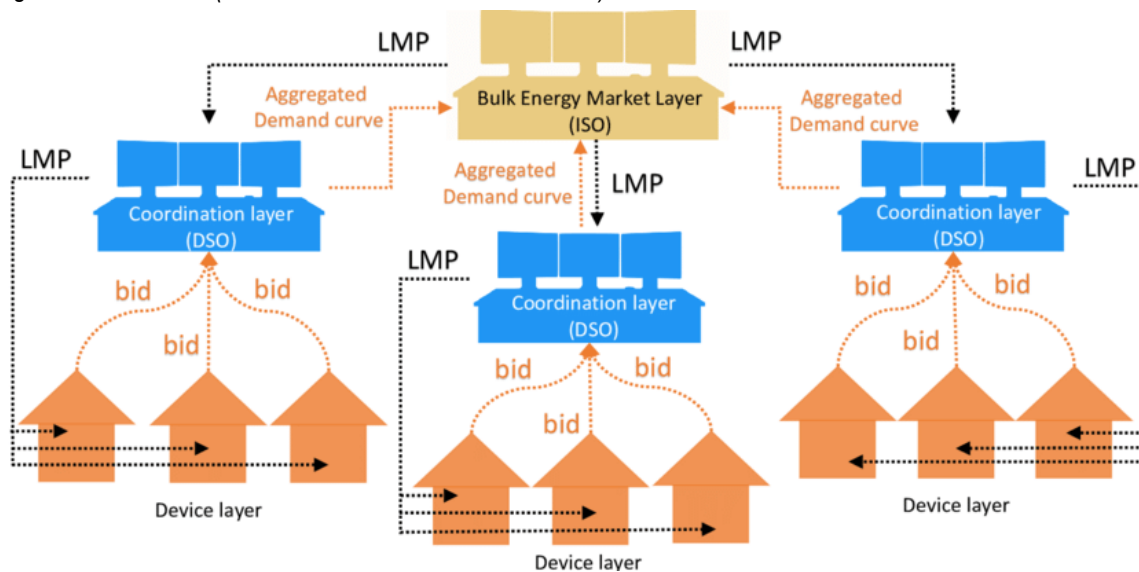 LMP
LMP
Bulk Energy Market Layer
(ISO)
Aggregated
Demand curve
Aggregated
Demand curve
LMP
LMP
Aggregated
Demand curve
LMP
Coordination layer
(DSO)
Coordination layer
(DSO)
LMP
Coordination layer
(DSO)
bid
bid
bid
bid
bid
bid
bid
bid
bid
Device layer
Device layer
Device layer